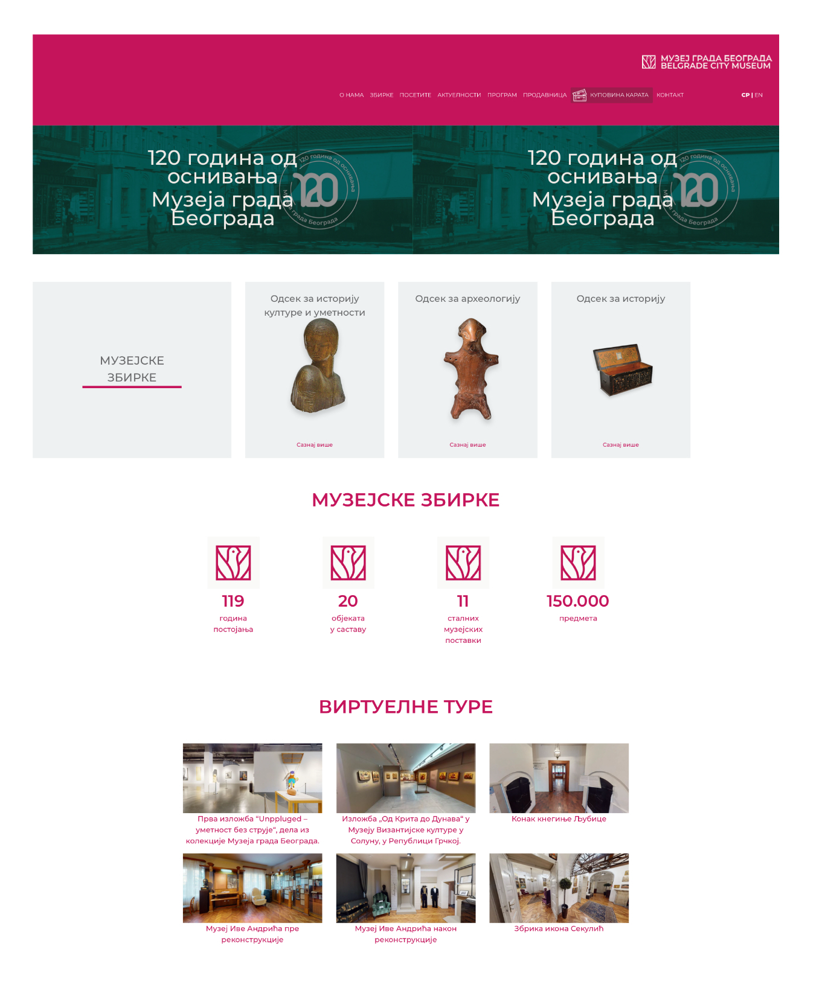 МУЗЕЈ ГРАДА БЕОГРАДА
BELGRADE CITY MUSEUM
О НАМА ЗБИРКЕ ПОСЕТИТЕ АКТУЕЛНОСТИ ПРОГРАМ ПРОДАВНИЦА КУПОВИНА КАРАТА КОНТАКТ СР | EN
120 година од
оснивања
Музеја града
Београда
120 година од оснивања
120
Музеја града Београда
120 година од
оснивања
Музеја града
Београда
120 година од оснивања
120
Музеја града Београда
МУЗЕЈСКЕ
ЗБИРКЕ
Одсек за историју
културе и уметности
Сазнај више
Одсек за археологију
Сазнај више
Одсек за историју
Сазнај више
МУЗЕЈСКЕ ЗБИРКЕ
119
година
постојања
20
објеката
у саставу
11
сталних
музејских
поставки
150.000
предмета
ВИРТУЕЛНЕ ТУРЕ
Прва изложба “Unppluged –
уметност без струје“, дела из
колекције Музеја града Београда.
Изложба „Од Крита до Дунава“ у
Музеју Византијске културе у
Солуну, у Републици Грчкој.
Конак кнегиње Љубице
Музеј Иве Андрића пре
реконструкције
Музеј Иве Андрића након
реконструкције
Збрика икона Секулић